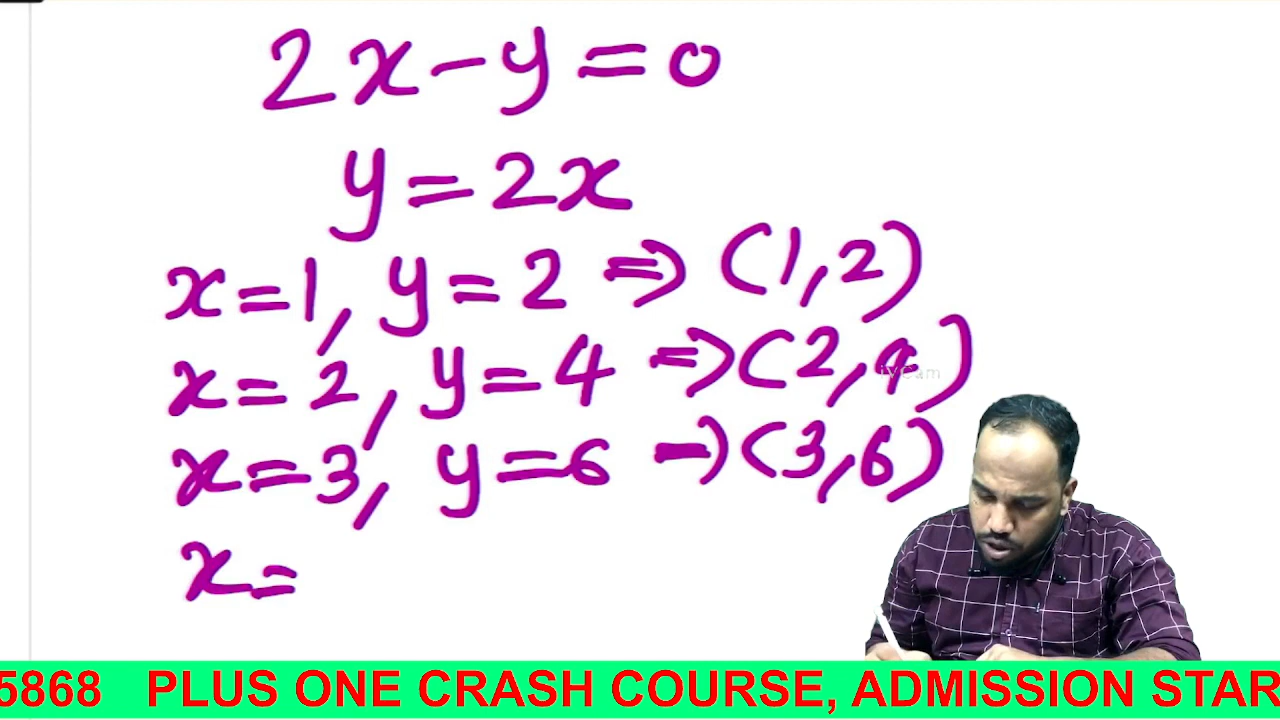 2x-y=0
y=2x
x=1, y=2 => (1,2)
x=2, y=4 => (2,4)
iVCam
x=3, y=6 -> (3,6)
x=
5868 PLUS ONE CRASH COURSE, ADMISSION STAR